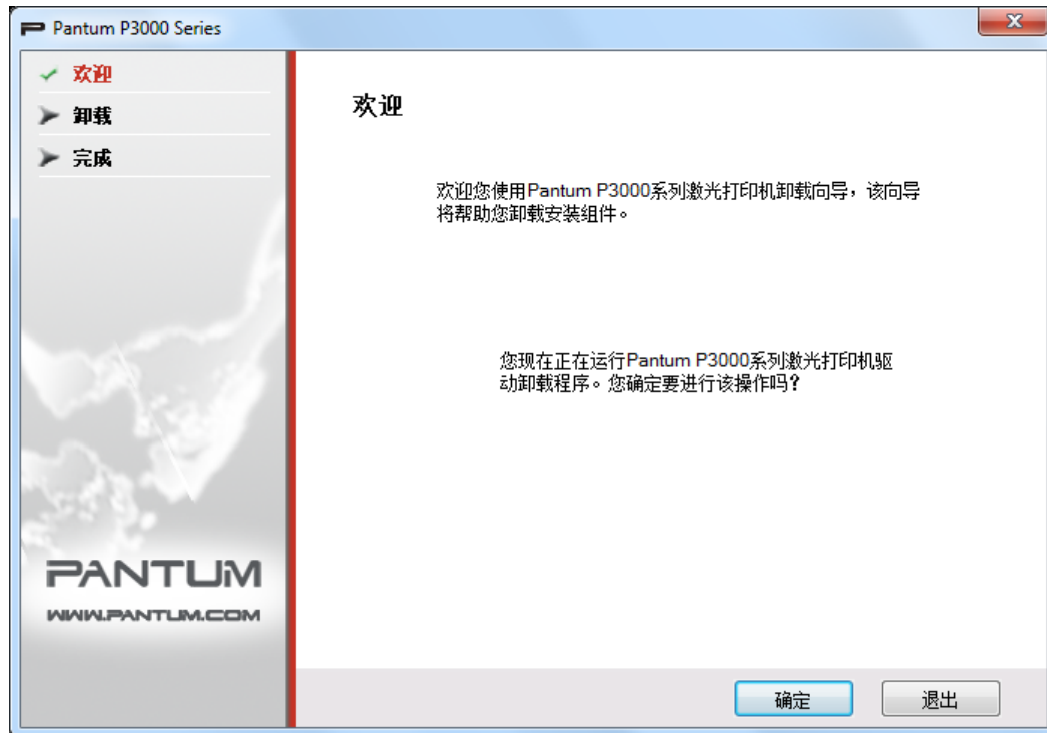 Pantum P3000 Series
欢迎
卸载
完成
欢迎
欢迎您使用Pantum P3000系列激光打印机卸载向导，该向导
将帮助您卸载安装组件。
您现在正在运行Pantum P3000系列激光打印机驱
动卸载程序。您确定要进行该操作吗？
PANTUM
WWW.PANTUM.COM
确定
退出